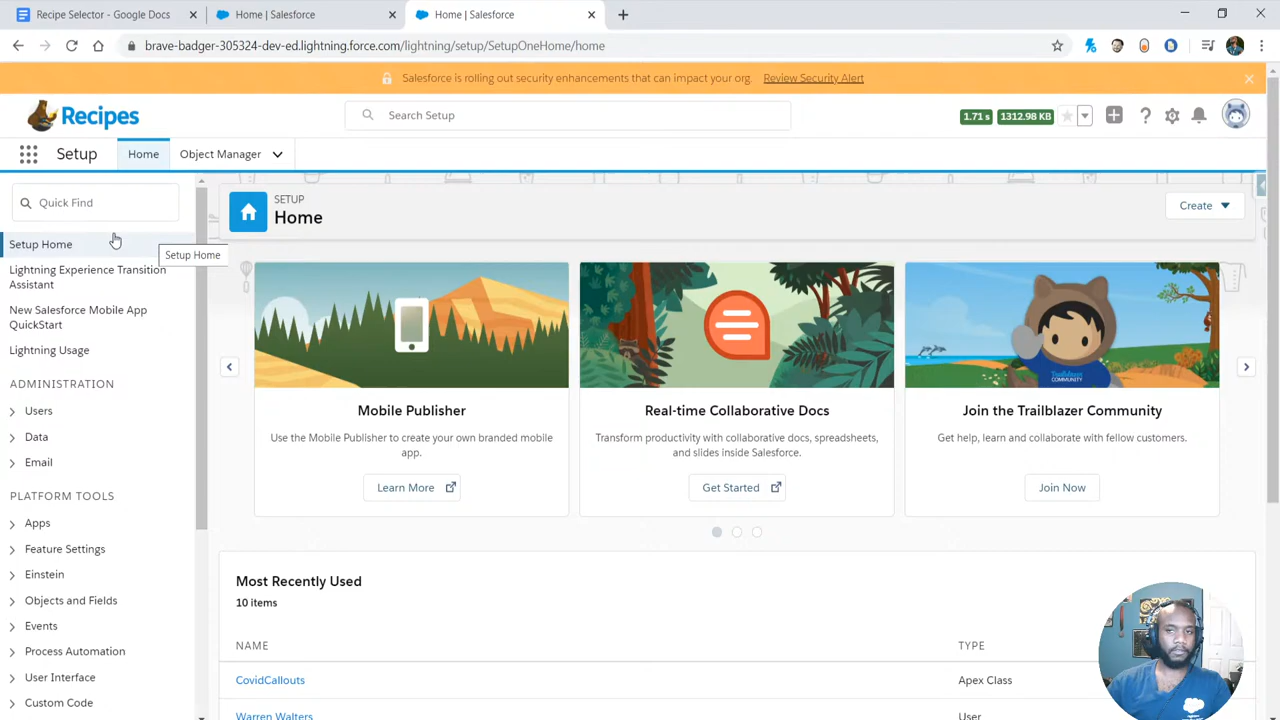 Recipe Selector - Google Docs
Home | Salesforce
Home | Salesforce
brave-badger-305324-dev-ed.lightning.force.com/lightning/setup/SetupOneHome/home
Salesforce is rolling out security enhancements that can impact your org. Review Security Alert
Recipes
Search Setup
1.71 s
1312.98 KB
Setup
Home
Object Manager
Quick Find
Setup Home
Setup Home
Lightning Experience Transition
Assistant
New Salesforce Mobile App
QuickStart
Lightning Usage
ADMINISTRATION
Users
Data
Email
PLATFORM TOOLS
Apps
Feature Settings
Einstein
Objects and Fields
Events
Process Automation
User Interface
Custom Code
SETUP
Home
Create
Mobile Publisher
Use the Mobile Publisher to create your own branded mobile
app.
Learn More
Real-time Collaborative Docs
Transform productivity with collaborative docs, spreadsheets,
and slides inside Salesforce.
Get Started
TRAILHEAD
COMMUNITY
Join the Trailblazer Community
Get help, learn and collaborate with fellow customers.
Join Now
Most Recently Used
10 items
NAME
TYPE
CovidCallouts
Apex Class
Warren Walters
User